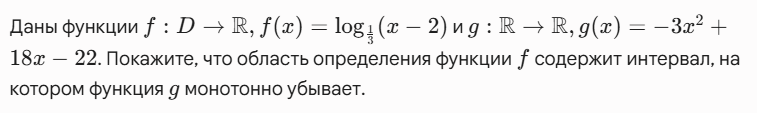 Даны функции $f : D \to \mathbb{R}, f(x) = \log_{\frac{1}{3}}(x - 2)$ и $g : \mathbb{R} \to \mathbb{R}, g(x) = -3x^2 +$
$18x - 22$. Покажите, что область определения функции $f$ содержит интервал, на
котором функция $g$ монотонно убывает.